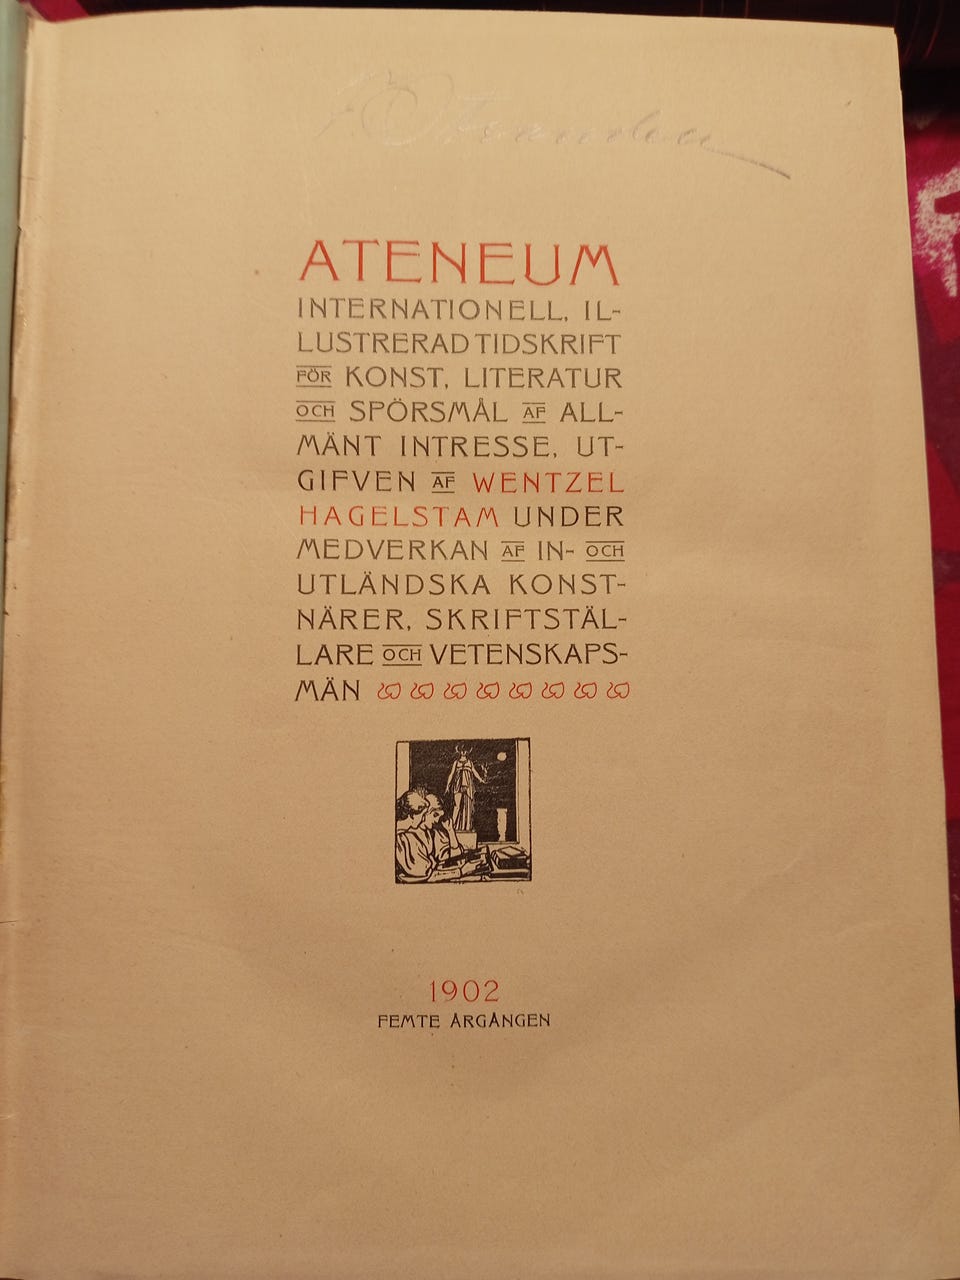 ATENEUM
INTERNATIONELL, IL-
LUSTRERAD TIDSKRIFT
FÖR KONST, LITERATUR
OCH SPÖRSMÅL AF ALL-
MÄNT INTRESSE, UT-
GIFVEN AF WENTZEL
HAGELSTAM UNDER
MEDVERKAN AF IN- OCH
UTLÄNDSKA KONST-
NÄRER, SKRIFTSTÄL-
LARE OCH VETENSKAPS-
MÄN
1902
FEMTE ÅRGÅNGEN